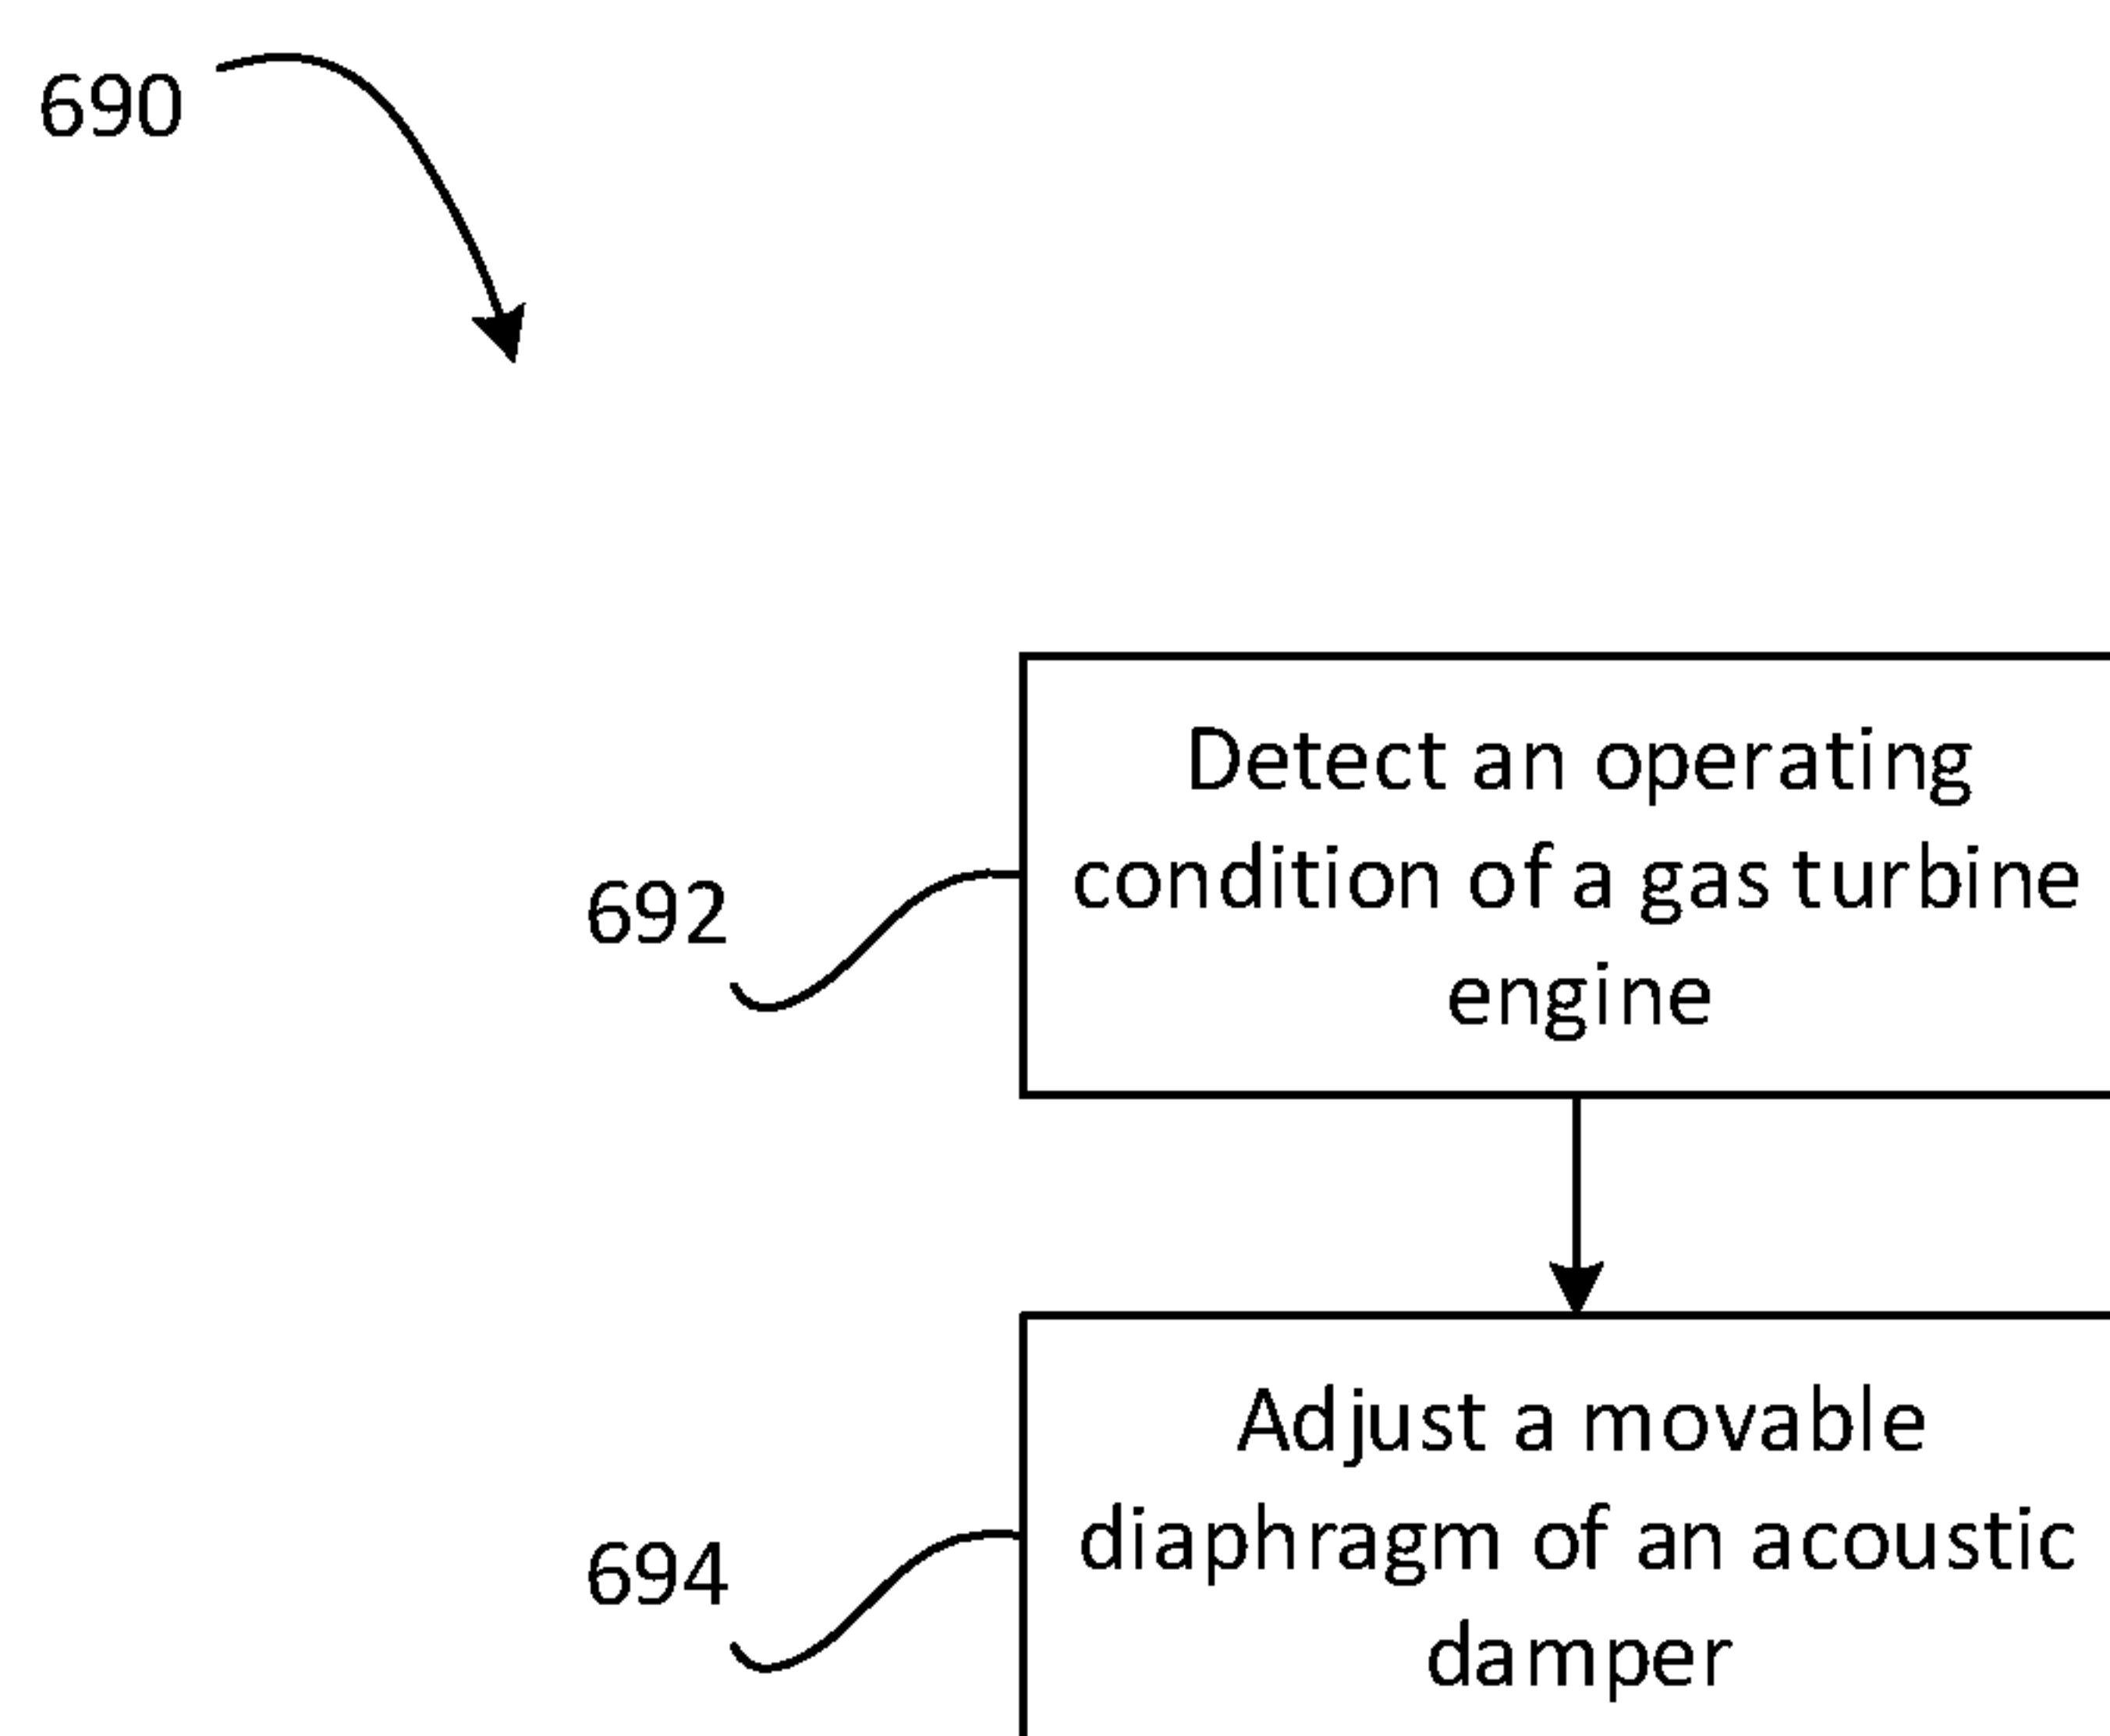 690
Detect an operating
condition of a gas turbine
engine
692
Adjust a movable
diaphragm of an acoustic
damper
694